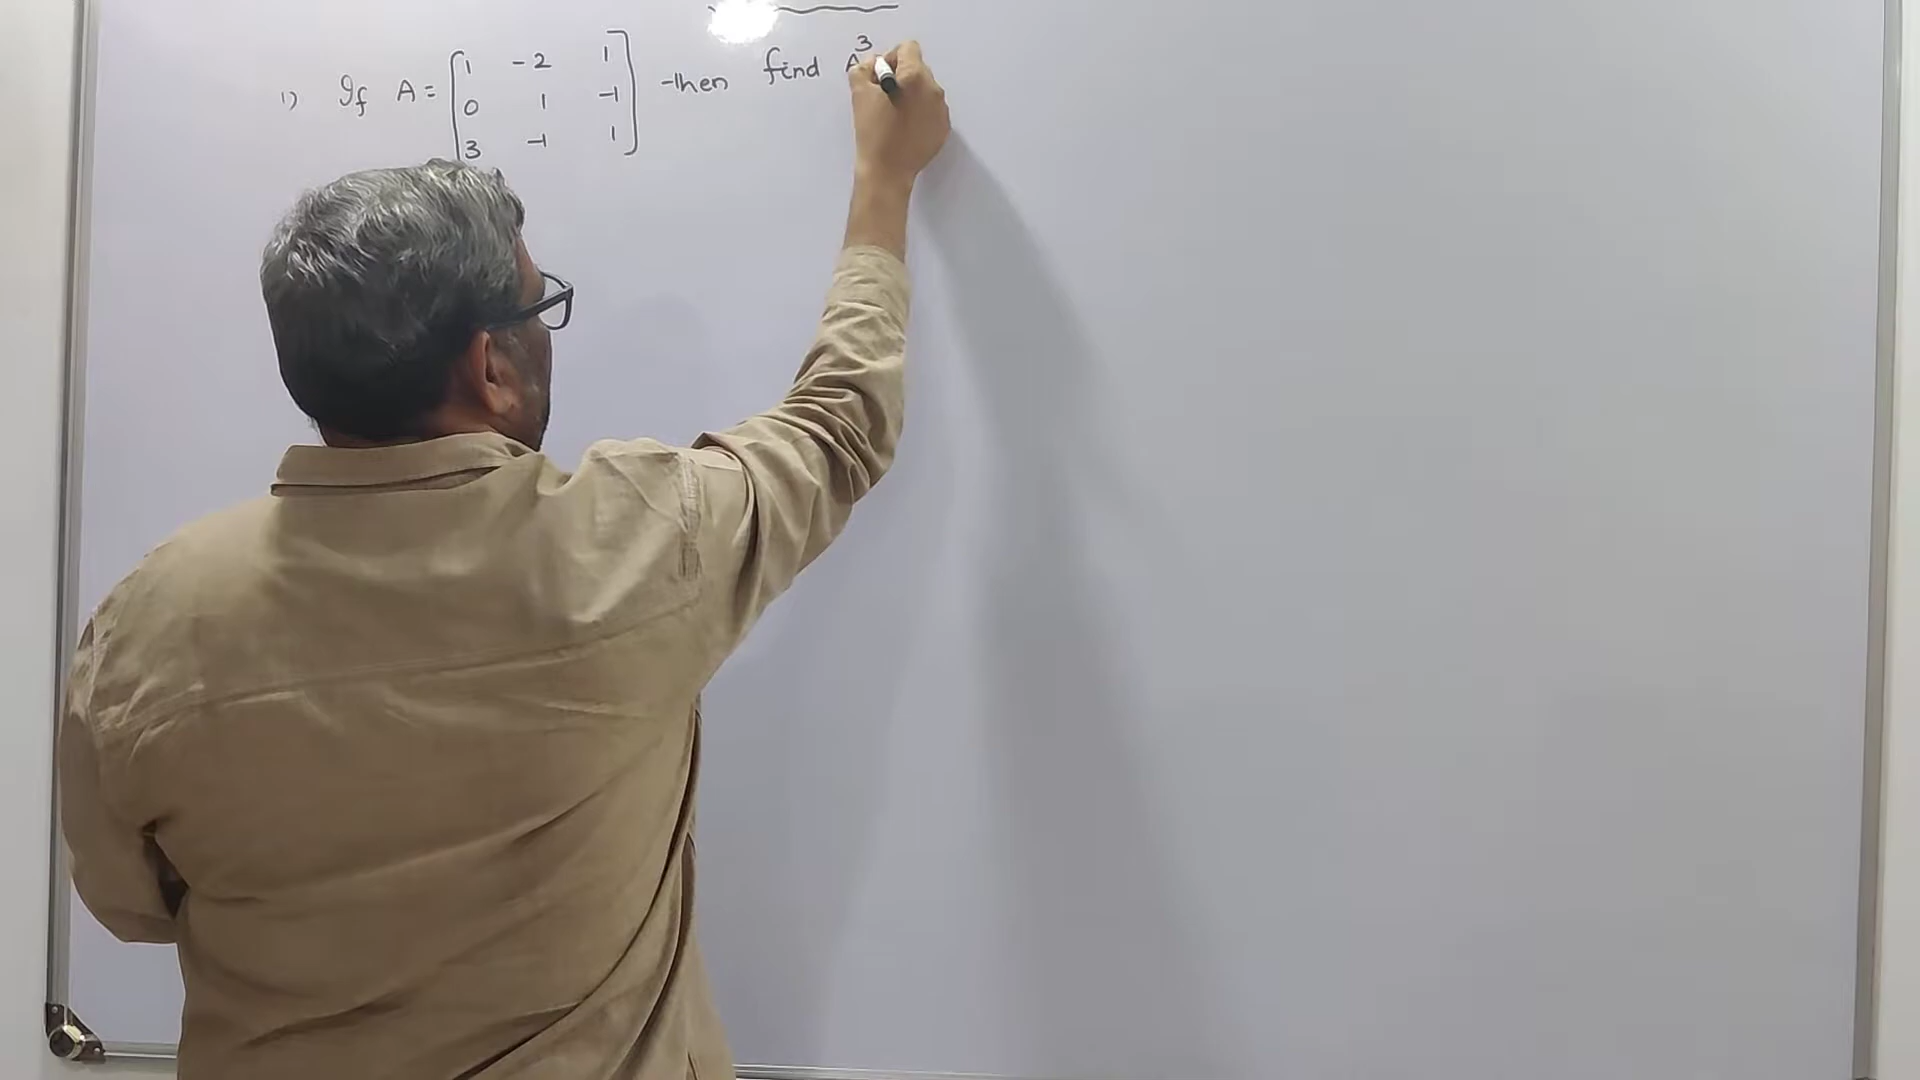 1) If A = [1 -2 1 then find A³
0 1 -1
3 -1 1]